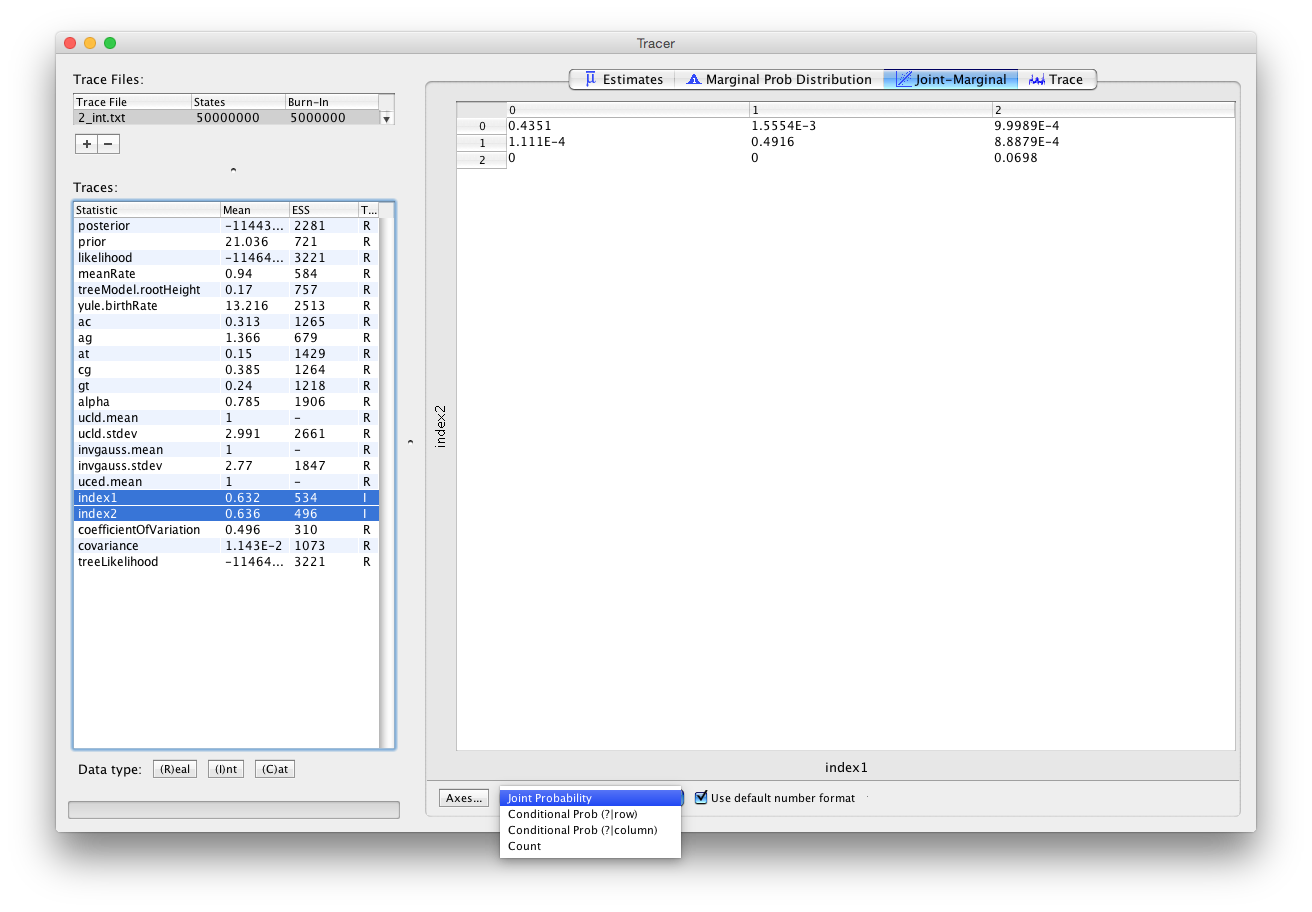 Tracer
Trace Files:
Trace File States Burn-In
2_int.txt 50000000 5000000
+ −
Traces:
Statistic Mean ESS T...
posterior -11443... 2281 R
prior 21.036 721 R
likelihood -11464... 3221 R
meanRate 0.94 584 R
treeModel.rootHeight 0.17 757 R
yule.birthRate 13.216 2513 R
ac 0.313 1265 R
ag 1.366 679 R
at 0.15 1429 R
cg 0.385 1264 R
gt 0.24 1218 R
alpha 0.785 1906 R
ucld.mean 1 - R
ucld.stdev 2.991 2661 R
invgauss.mean 1 - R
invgauss.stdev 2.77 1847 R
uced.mean 1 - R
index1 0.632 534 I
index2 0.636 496 I
coefficientOfVariation 0.496 310 R
covariance 1.143E-2 1073 R
treeLikelihood -11464... 3221 R
Data type: (R)eal (I)nt (C)at
μ Estimates Marginal Prob Distribution Joint-Marginal Trace
0 1 2
0 0.4351 1.5554E-3 9.9989E-4
1 1.111E-4 0.4916 8.8879E-4
2 0 0 0.0698
index2
index1
Axes... Joint Probability Use default number format
Conditional Prob (?|row)
Conditional Prob (?|column)
Count